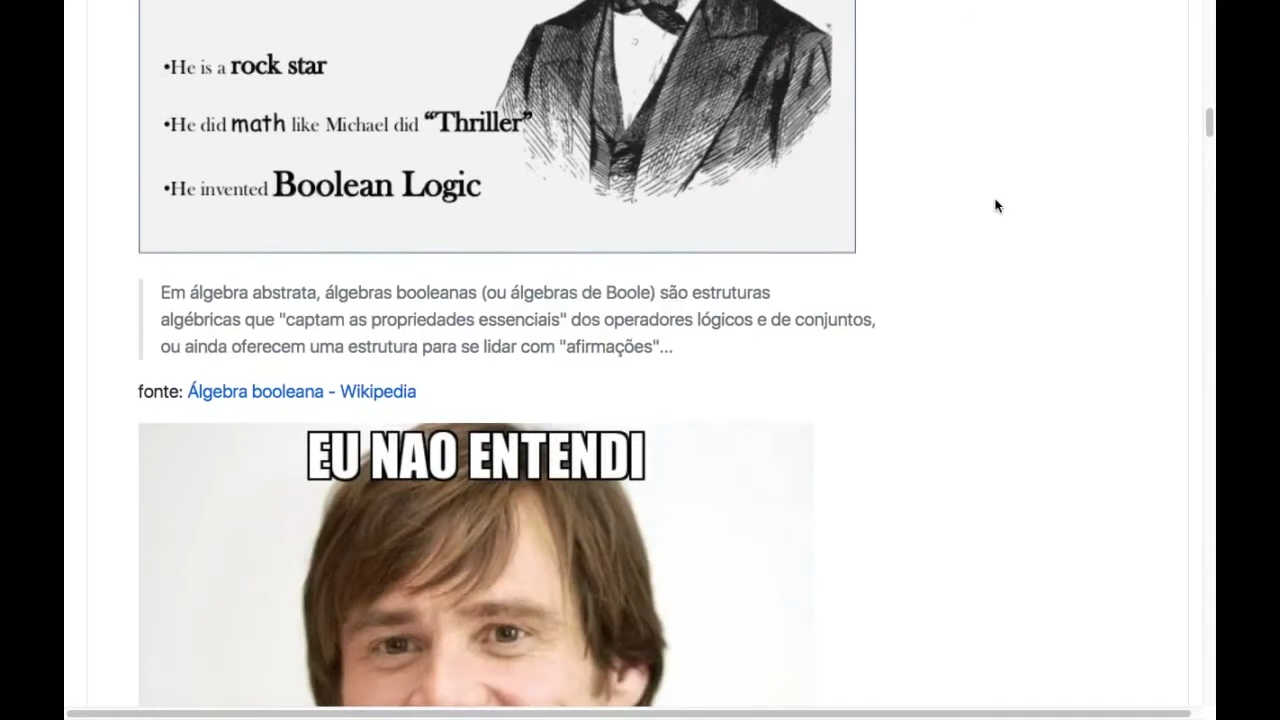 •He is a rock star
•He did math like Michael did “Thriller”
•He invented Boolean Logic
Em álgebra abstrata, álgebras booleanas (ou álgebras de Boole) são estruturas
algébricas que "captam as propriedades essenciais" dos operadores lógicos e de conjuntos,
ou ainda oferecem uma estrutura para se lidar com "afirmações"...
fonte: Álgebra booleana - Wikipedia
EU NAO ENTENDI